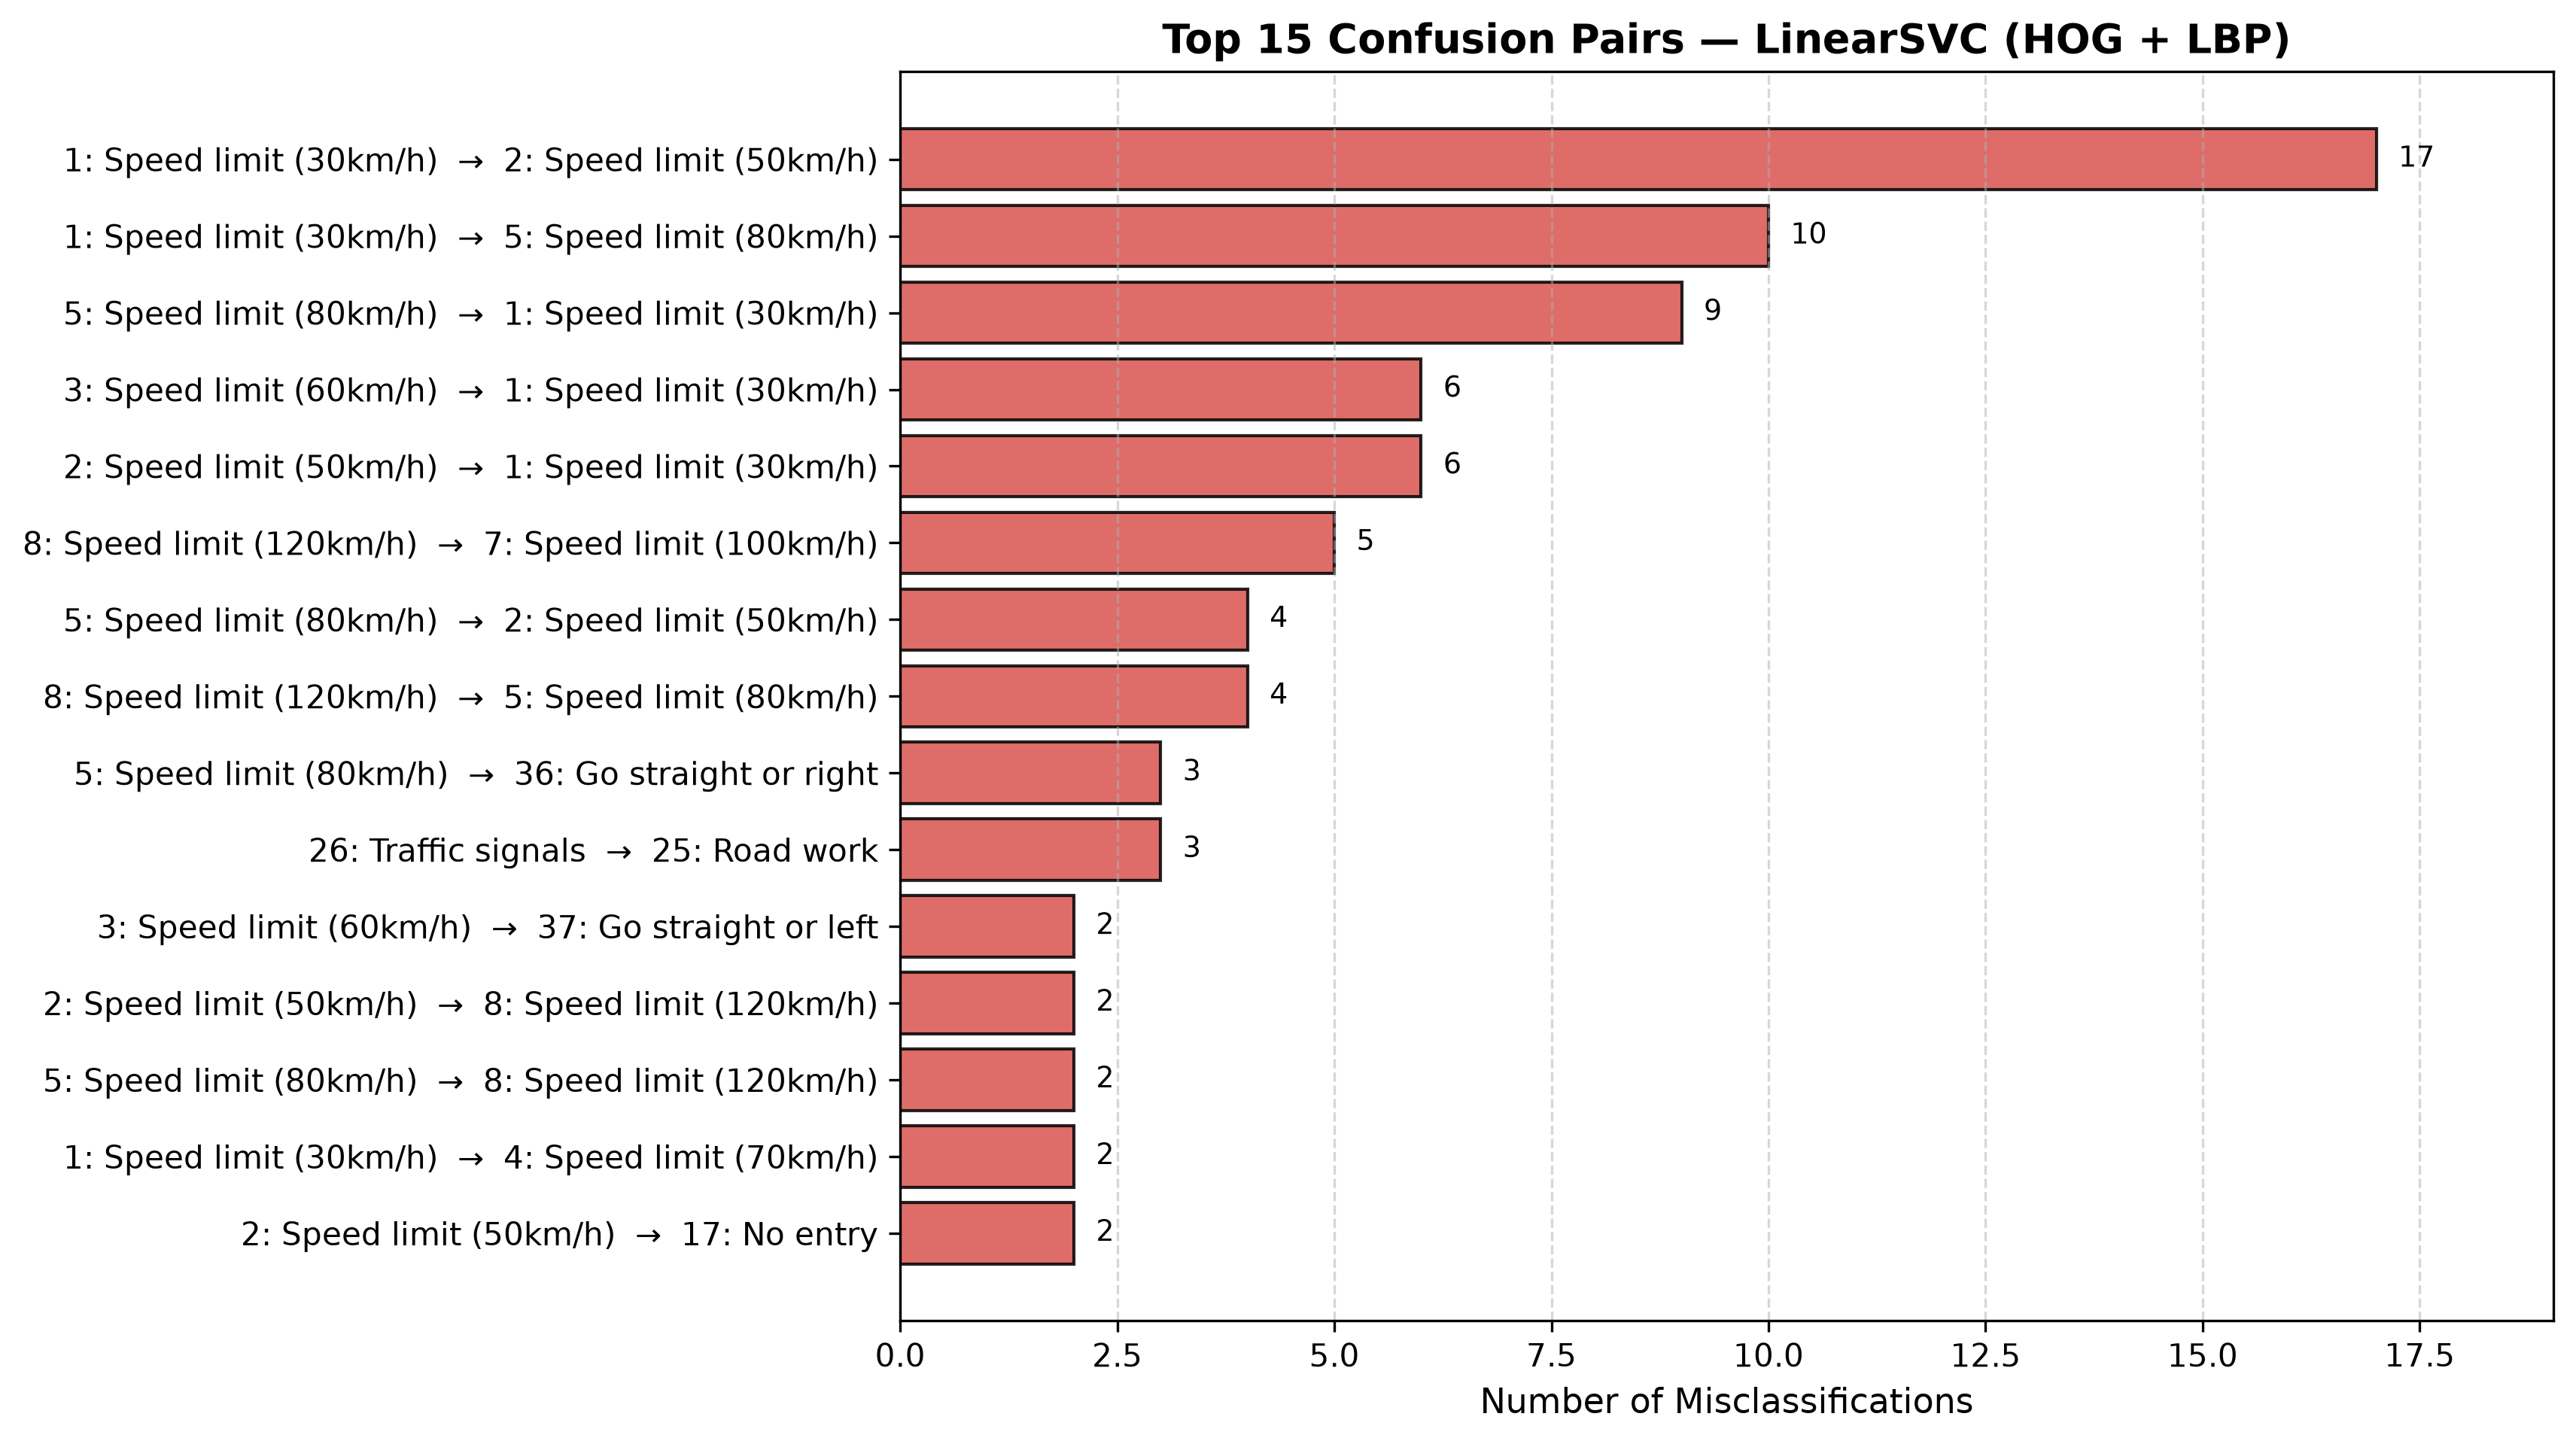 Top 15 Confusion Pairs — LinearSVC (HOG + LBP)
1: Speed limit (30km/h) → 2: Speed limit (50km/h) 17
1: Speed limit (30km/h) → 5: Speed limit (80km/h) 10
5: Speed limit (80km/h) → 1: Speed limit (30km/h) 9
3: Speed limit (60km/h) → 1: Speed limit (30km/h) 6
2: Speed limit (50km/h) → 1: Speed limit (30km/h) 6
8: Speed limit (120km/h) → 7: Speed limit (100km/h) 5
5: Speed limit (80km/h) → 2: Speed limit (50km/h) 4
8: Speed limit (120km/h) → 5: Speed limit (80km/h) 4
5: Speed limit (80km/h) → 36: Go straight or right 3
26: Traffic signals → 25: Road work 3
3: Speed limit (60km/h) → 37: Go straight or left 2
2: Speed limit (50km/h) → 8: Speed limit (120km/h) 2
5: Speed limit (80km/h) → 8: Speed limit (120km/h) 2
1: Speed limit (30km/h) → 4: Speed limit (70km/h) 2
2: Speed limit (50km/h) → 17: No entry 2
0.0 2.5 5.0 7.5 10.0 12.5 15.0 17.5
Number of Misclassifications